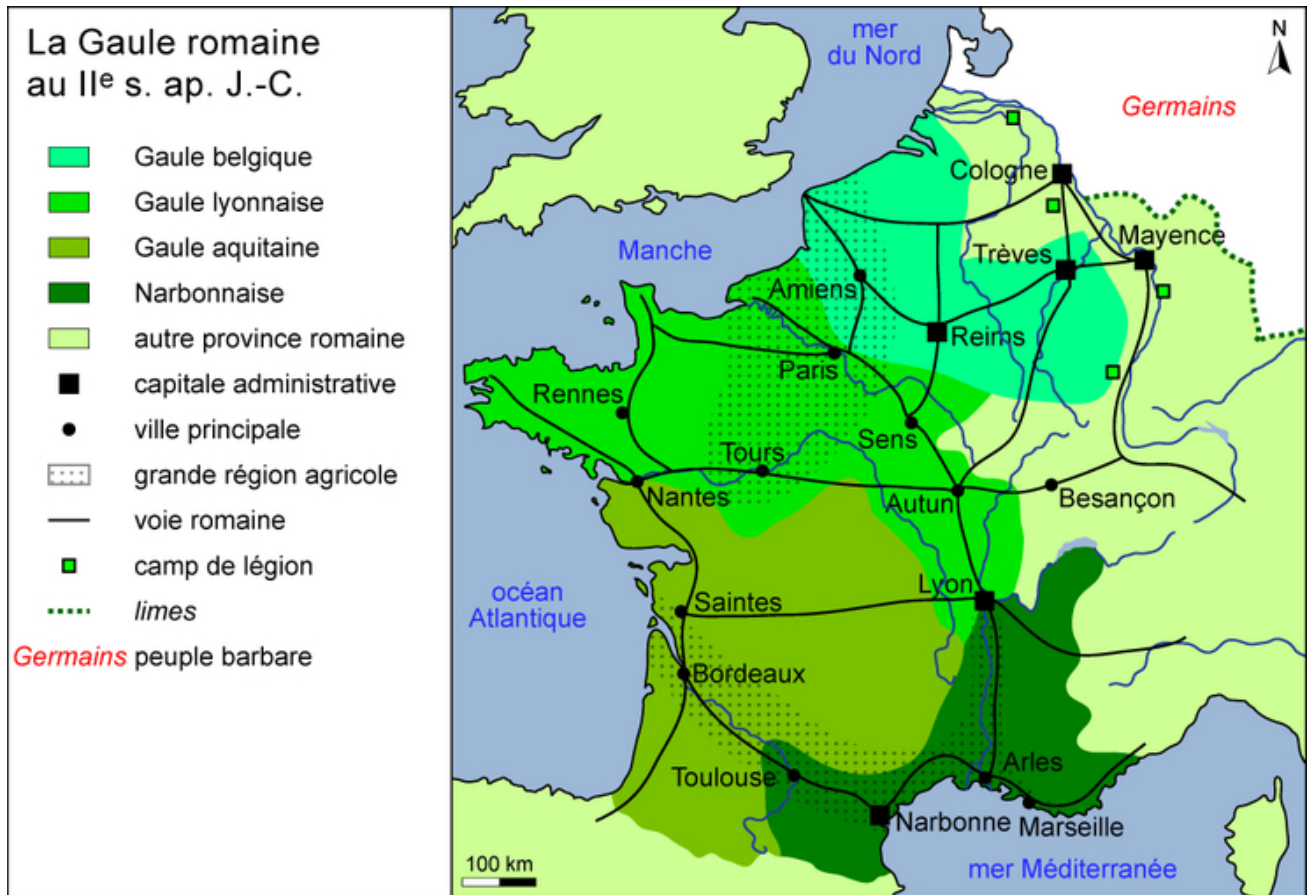 La Gaule romaine
au IIe s. ap. J.-C.
Gaule belgique
Gaule lyonnaise
Gaule aquitaine
Narbonnaise
autre province romaine
capitale administrative
ville principale
grande région agricole
voie romaine
camp de légion
limes
Germains peuple barbare
mer
du Nord
N
Germains
Cologne
Manche
Trèves
Mayence
Amiens
Reims
Paris
Rennes
Sens
Tours
Nantes
Autun
Besançon
océan
Atlantique
Lyon
Saintes
Bordeaux
Toulouse
Arles
Narbonne
Marseille
100 km
mer Méditerranée